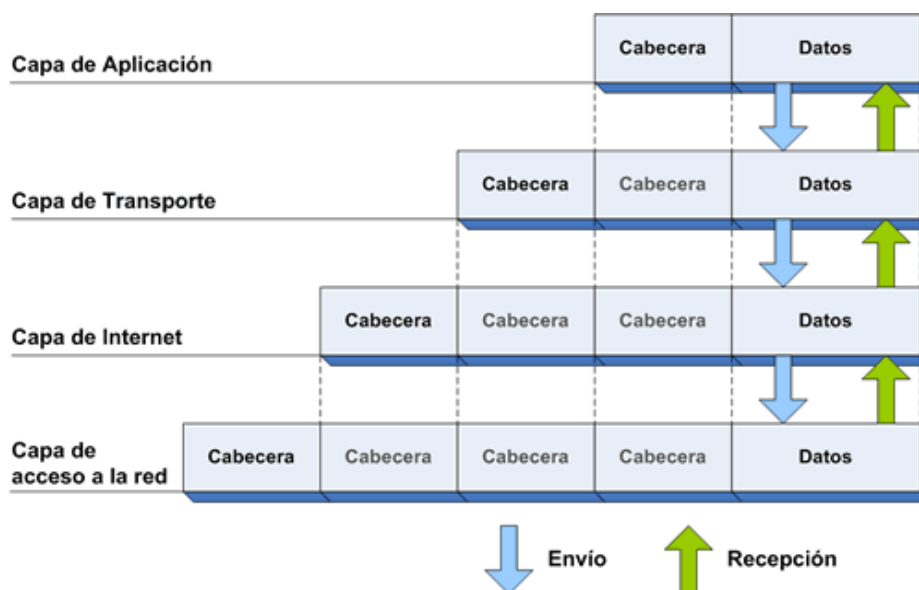 Cabecera Datos
Capa de Aplicación
Cabecera Cabecera Datos
Capa de Transporte
Cabecera Cabecera Cabecera Datos
Capa de Internet
Capa de
acceso a la red
Cabecera Cabecera Cabecera Cabecera Datos
Envío Recepción